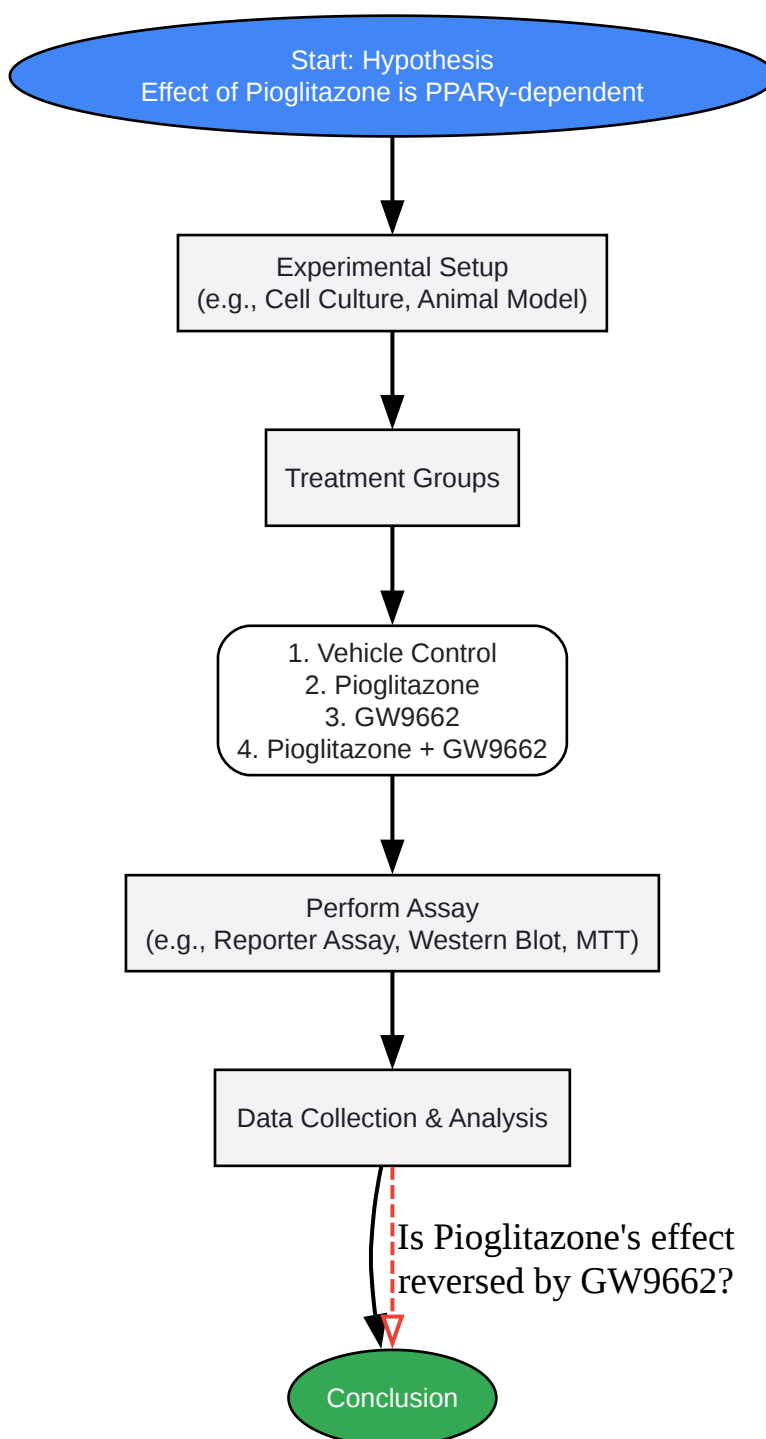 Start: Hypothesis
Effect of Pioglitazone is PPARγ-dependent
Experimental Setup
(e.g., Cell Culture, Animal Model)
Treatment Groups
1. Vehicle Control
2. Pioglitazone
3. GW9662
4. Pioglitazone + GW9662
Perform Assay
(e.g., Reporter Assay, Western Blot, MTT)
Data Collection & Analysis
Is Pioglitazone's effect
reversed by GW9662?
Conclusion